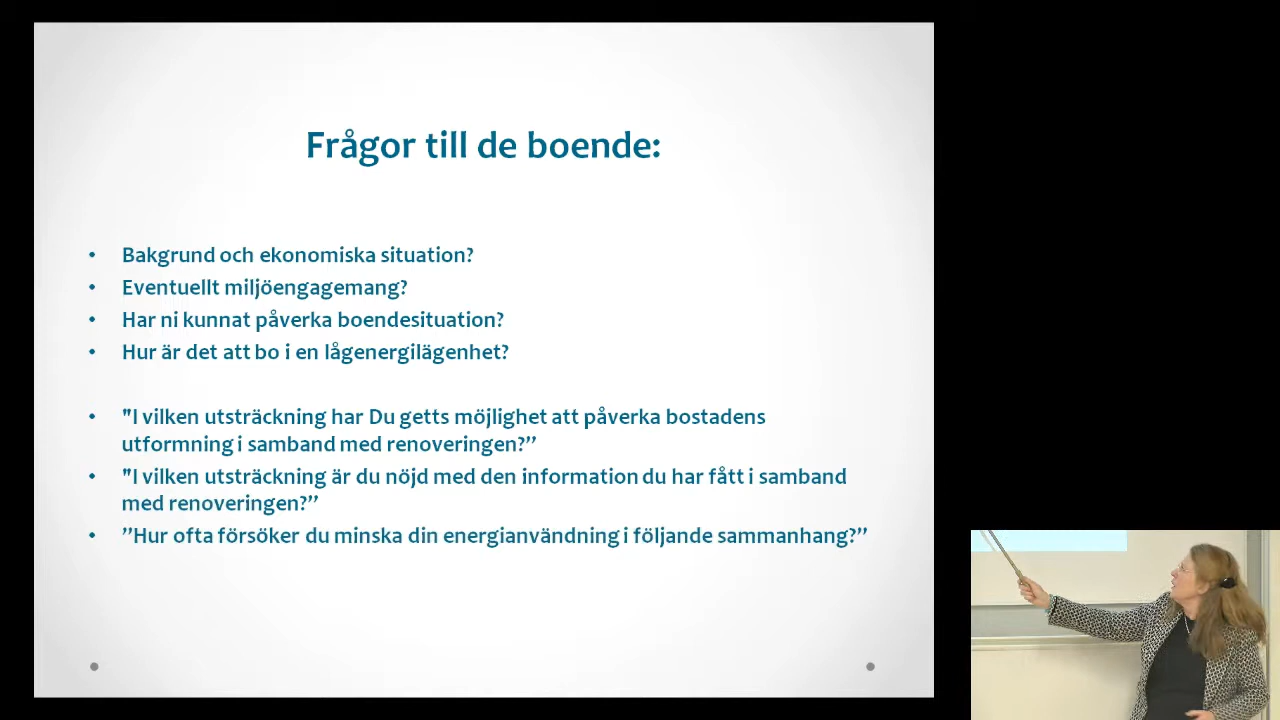 Frågor till de boende:
• Bakgrund och ekonomiska situation?
• Eventuellt miljöengagemang?
• Har ni kunnat påverka boendesituation?
• Hur är det att bo i en lågenergilägenhet?
• "I vilken utsträckning har Du getts möjlighet att påverka bostadens
utformning i samband med renoveringen?”
• "I vilken utsträckning är du nöjd med den information du har fått i samband
med renoveringen?”
• ”Hur ofta försöker du minska din energianvändning i följande sammanhang?”